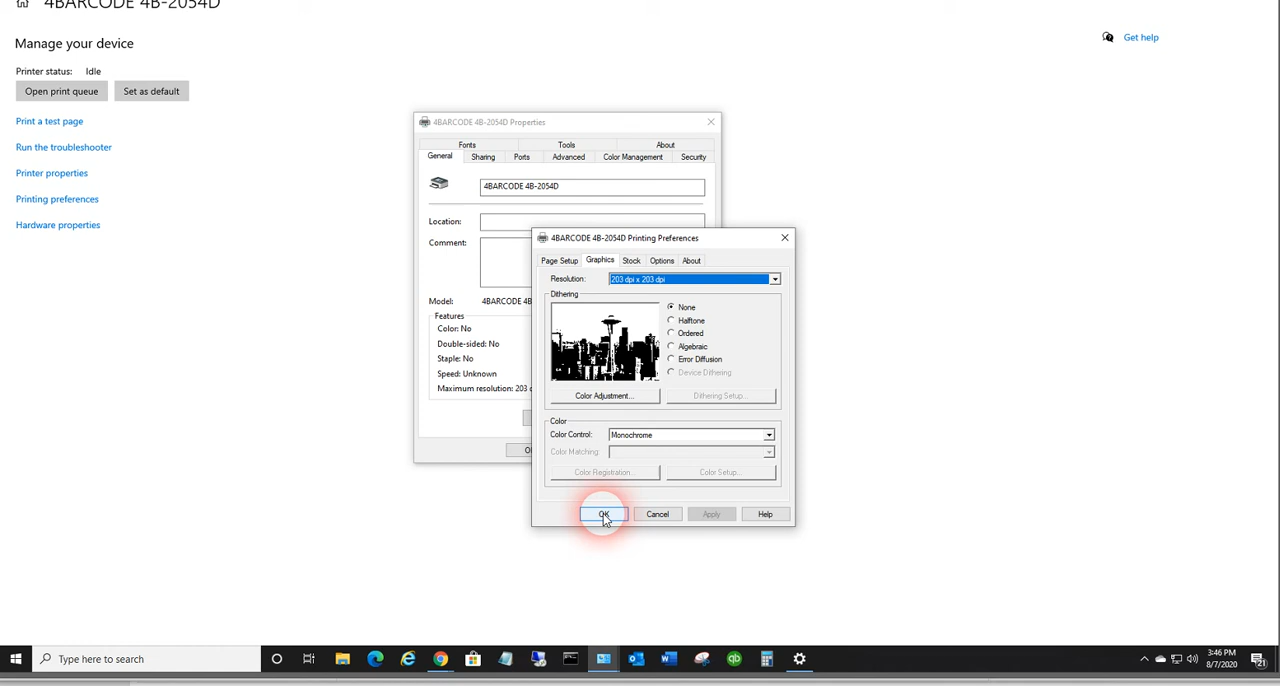 4BARCODE 4B-2054D
Manage your device
Get help
Printer status: Idle
Open print queue Set as default
Print a test page
Run the troubleshooter
Printer properties
Printing preferences
Hardware properties
4BARCODE 4B-2054D Properties
Fonts Tools About
General Sharing Ports Advanced Color Management Security
4BARCODE 4B-2054D
Location:
Comment:
Model: 4BARCODE 4B
Features
Color: No
Double-sided: No
Staple: No
Speed: Unknown
Maximum resolution: 203 d
O
4BARCODE 4B-2054D Printing Preferences
Page Setup Graphics Stock Options About
Resolution: 203 dpi x 203 dpi
Dithering
None
Halftone
Ordered
Algebraic
Error Diffusion
Device Dithering
Color Adjustment... Dithering Setup...
Color
Color Control: Monochrome
Color Matching:
Color Registration... Color Setup...
OK Cancel Apply Help
Type here to search
3:46 PM
8/7/2020
21